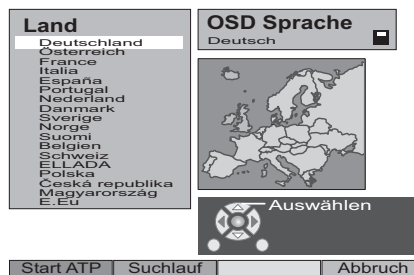 Land
Deutschland
Österreich
France
Italia
España
Portugal
Nederland
Danmark
Sverige
Norge
Suomi
Belgien
Schweiz
ELLADA
Polska
Česká republika
Magyarország
E.Eu
OSD Sprache
Deutsch
Auswählen
Start ATP
Suchlauf
Abbruch